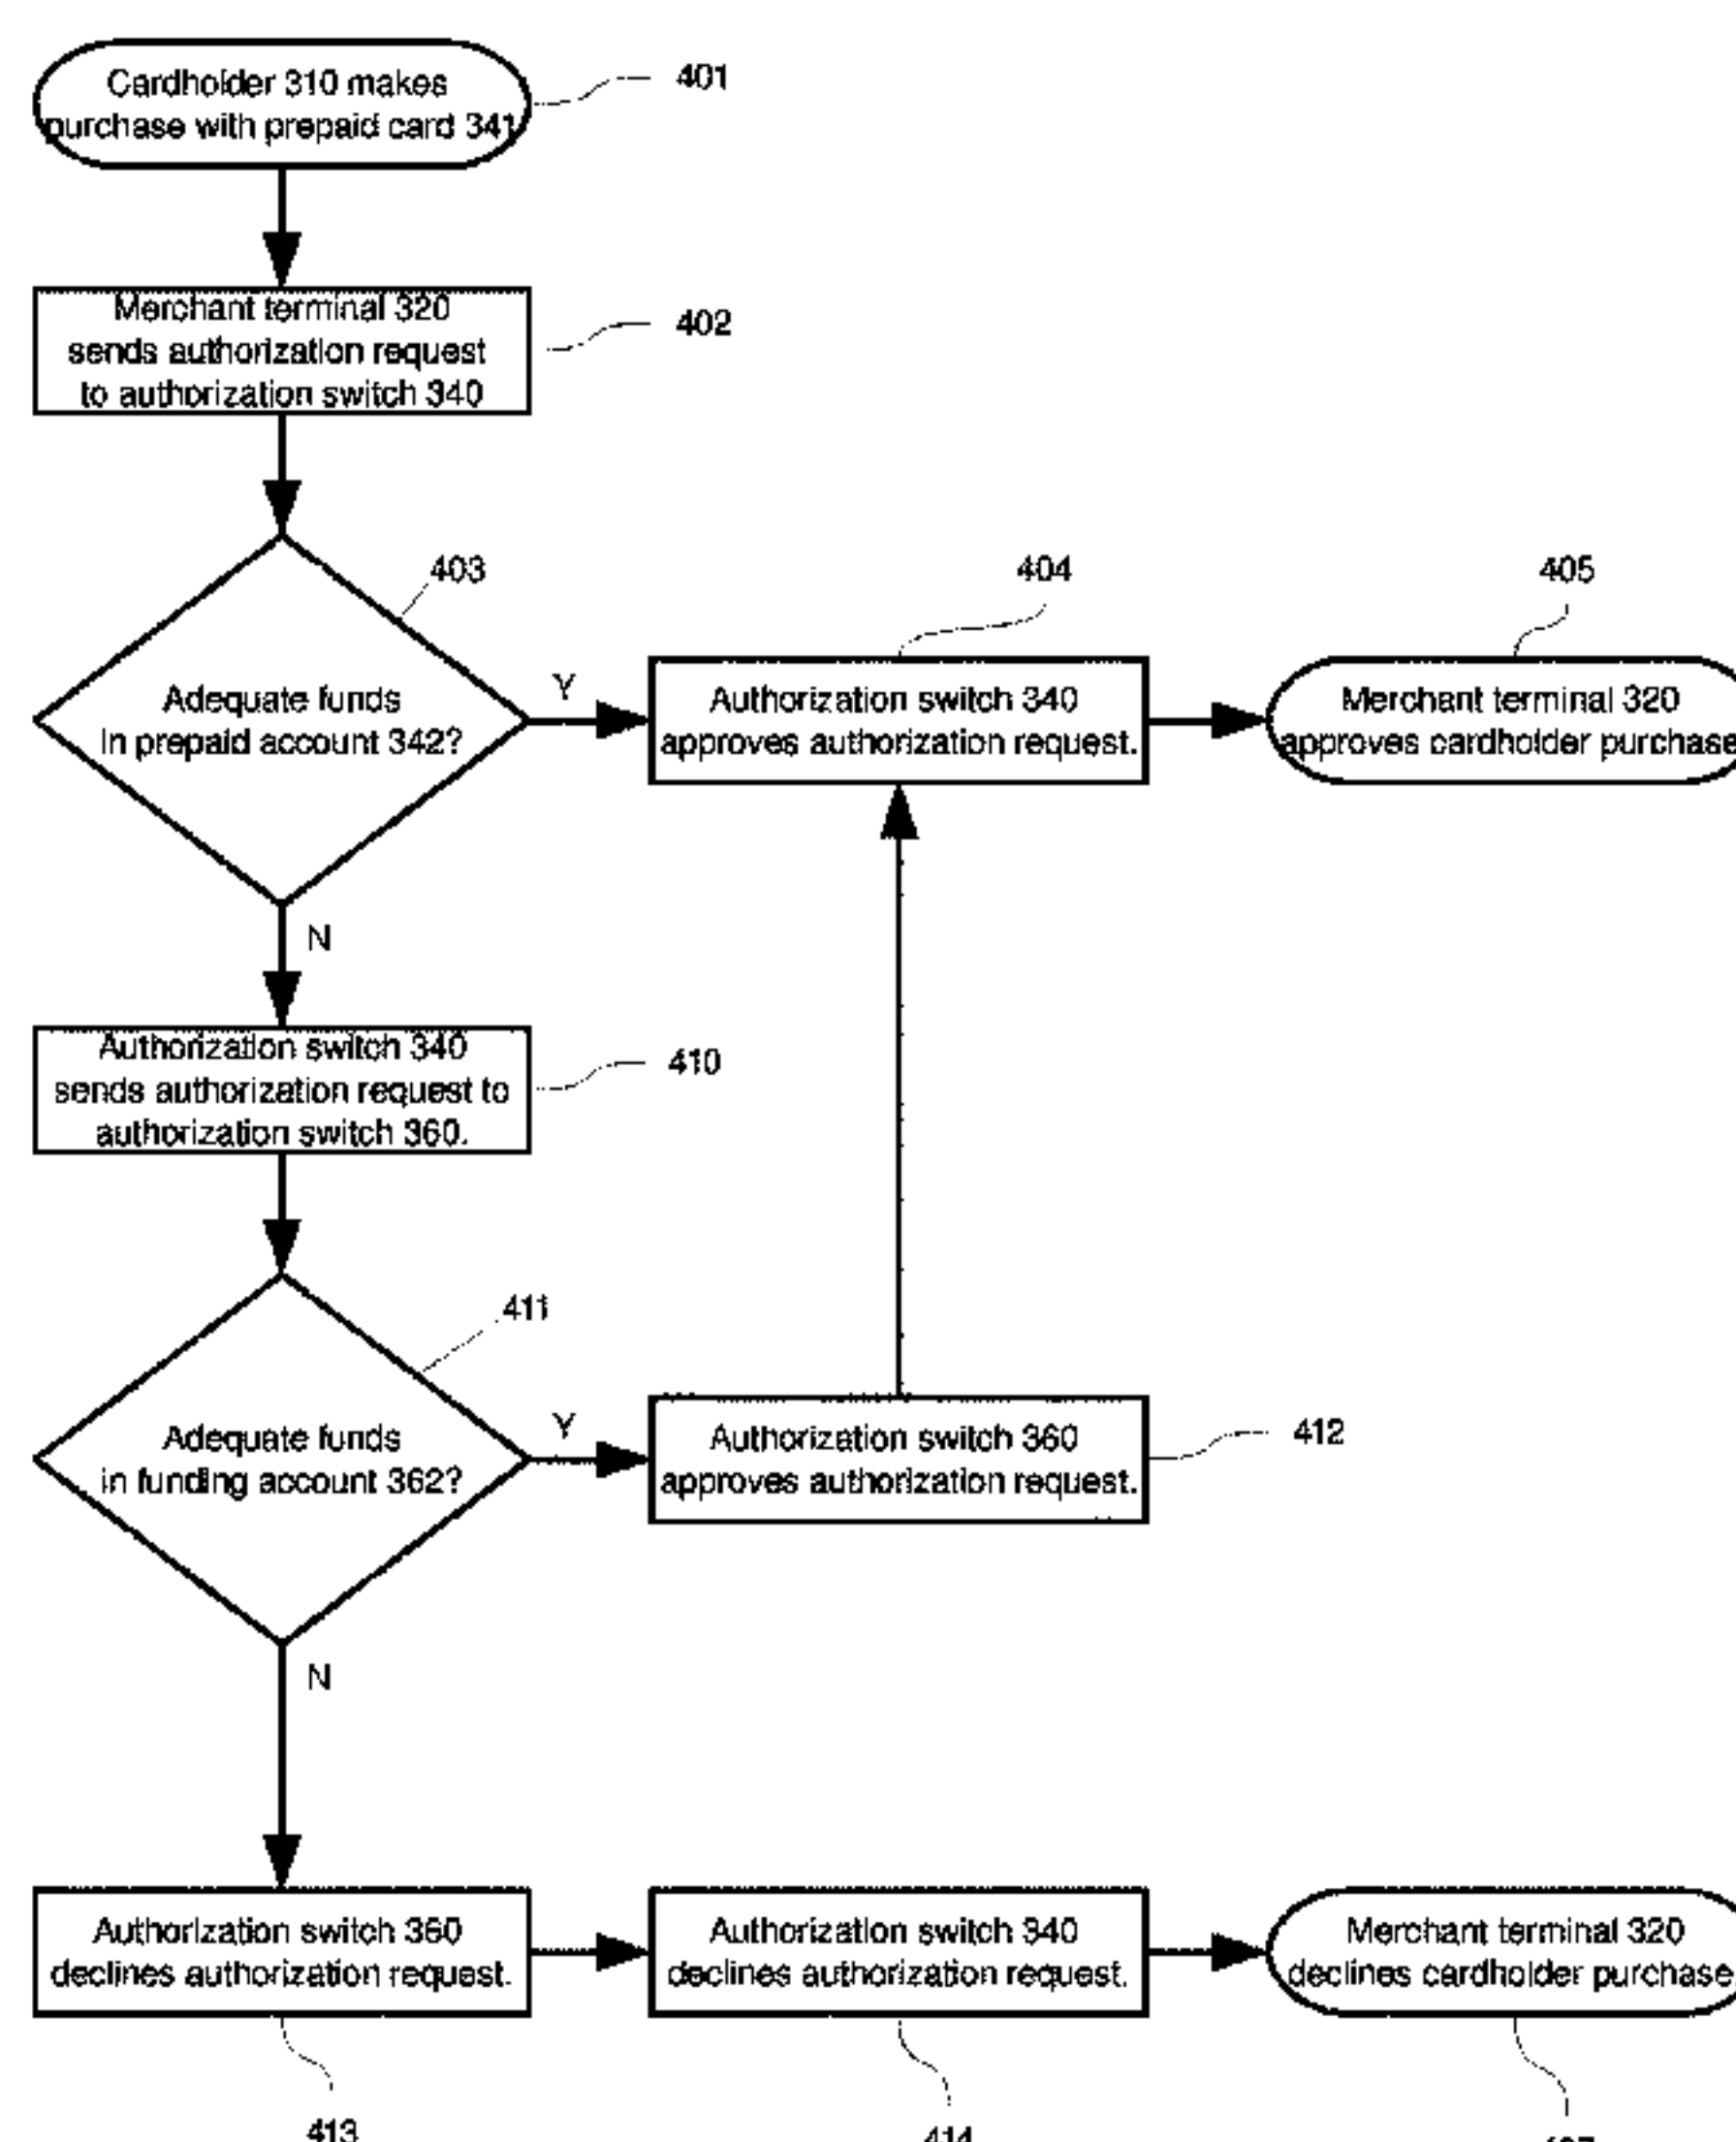 Cardholder 310 makes
purchase with prepaid card 341
401
Merchant terminal 320
sends authorization request
to authorization switch 340
402
403
404
405
Adequate funds
in prepaid account 342?
Y
Authorization switch 340
approves authorization request.
Merchant terminal 320
approves cardholder purchase
N
Authorization switch 340
sends authorization request to
authorization switch 360.
410
411
Adequate funds
in funding account 362?
Y
Authorization switch 360
approves authorization request.
412
N
Authorization switch 360
declines authorization request.
Authorization switch 340
declines authorization request.
Merchant terminal 320
declines cardholder purchase
413
414